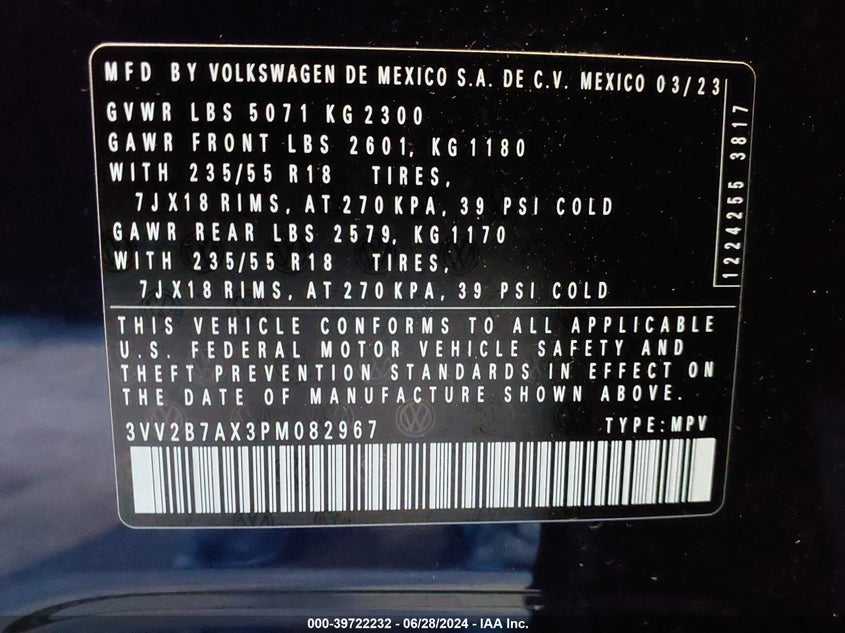 MFD BY VOLKSWAGEN DE MEXICO S.A. DE C.V. MEXICO 03/23
GVWR LBS 5071 KG 2300
GAWR FRONT LBS 2601, KG 1180
WITH 235/55 R18 TIRES,
7JX18 RIMS, AT 270 KPA, 39 PSI COLD
GAWR REAR LBS 2579, KG 1170
WITH 235/55 R18 TIRES,
7JX18 RIMS, AT 270 KPA, 39 PSI COLD
1224255 3817
THIS VEHICLE CONFORMS TO ALL APPLICABLE
U.S. FEDERAL MOTOR VEHICLE SAFETY AND
THEFT PREVENTION STANDARDS IN EFFECT ON
THE DATE OF MANUFACTURE SHOWN ABOVE.
3VV2B7AX3PM082967 TYPE: MPV
000-39722232 - 06/28/2024 - IAA Inc.